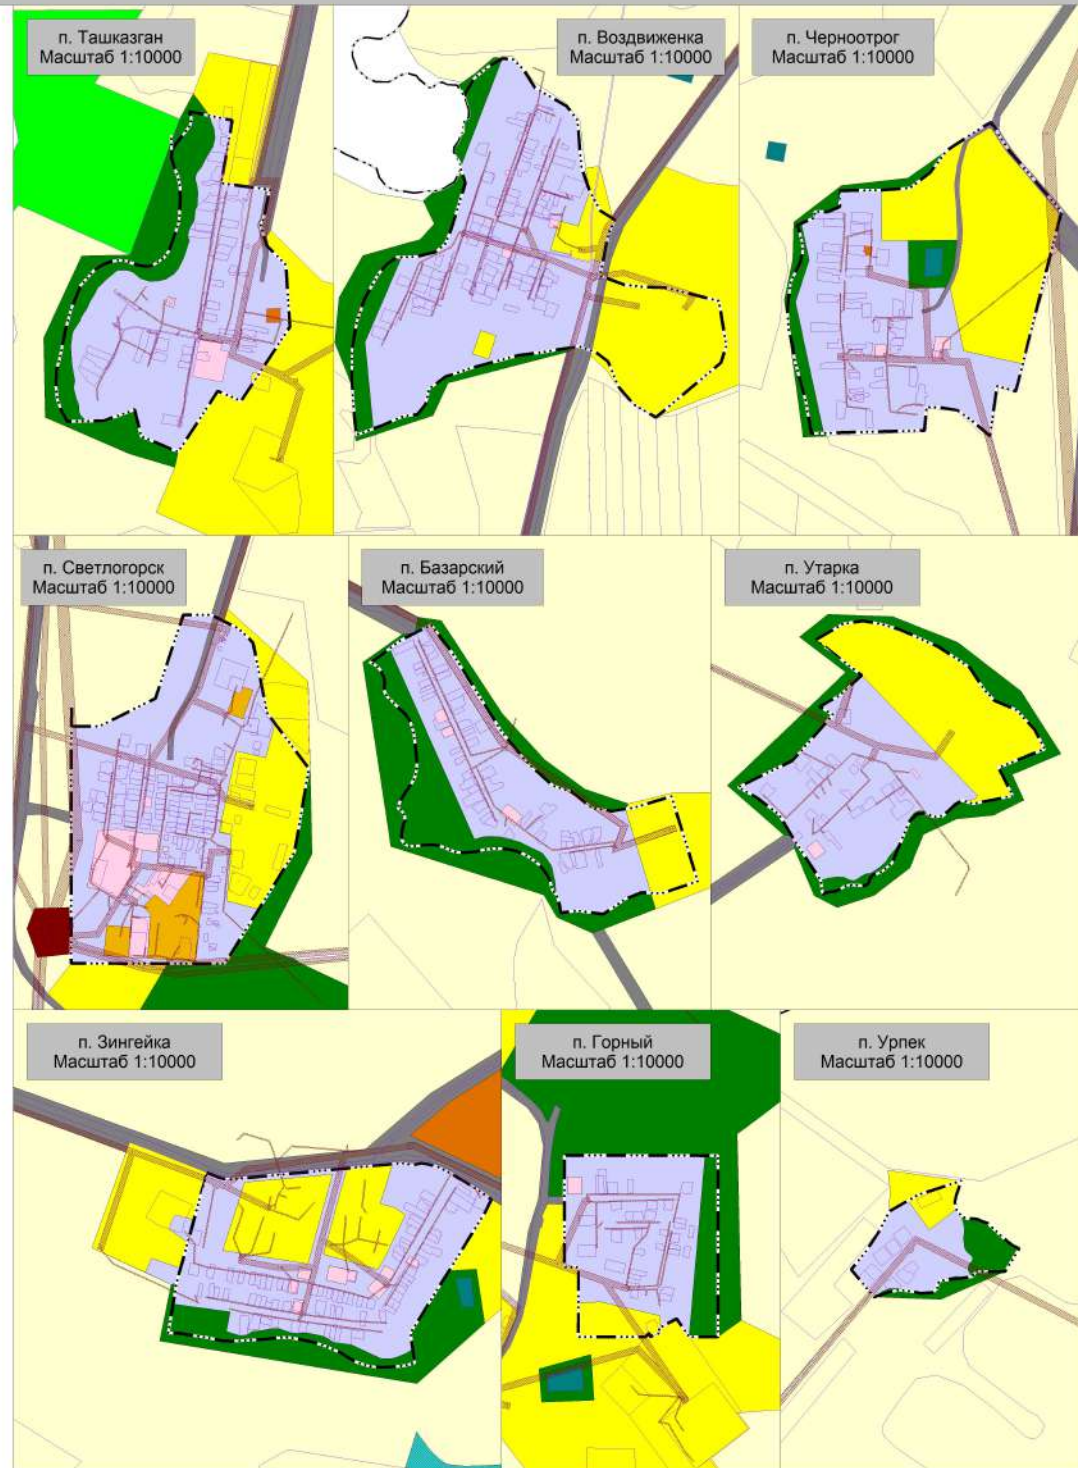 п. Ташказган
Масштаб 1:10000
п. Воздвиженка
Масштаб 1:10000
п. Черноотрог
Масштаб 1:10000
п. Светлогорск
Масштаб 1:10000
п. Базарский
Масштаб 1:10000
п. Утарка
Масштаб 1:10000
п. Зингейка
Масштаб 1:10000
п. Горный
Масштаб 1:10000
п. Урпек
Масштаб 1:10000